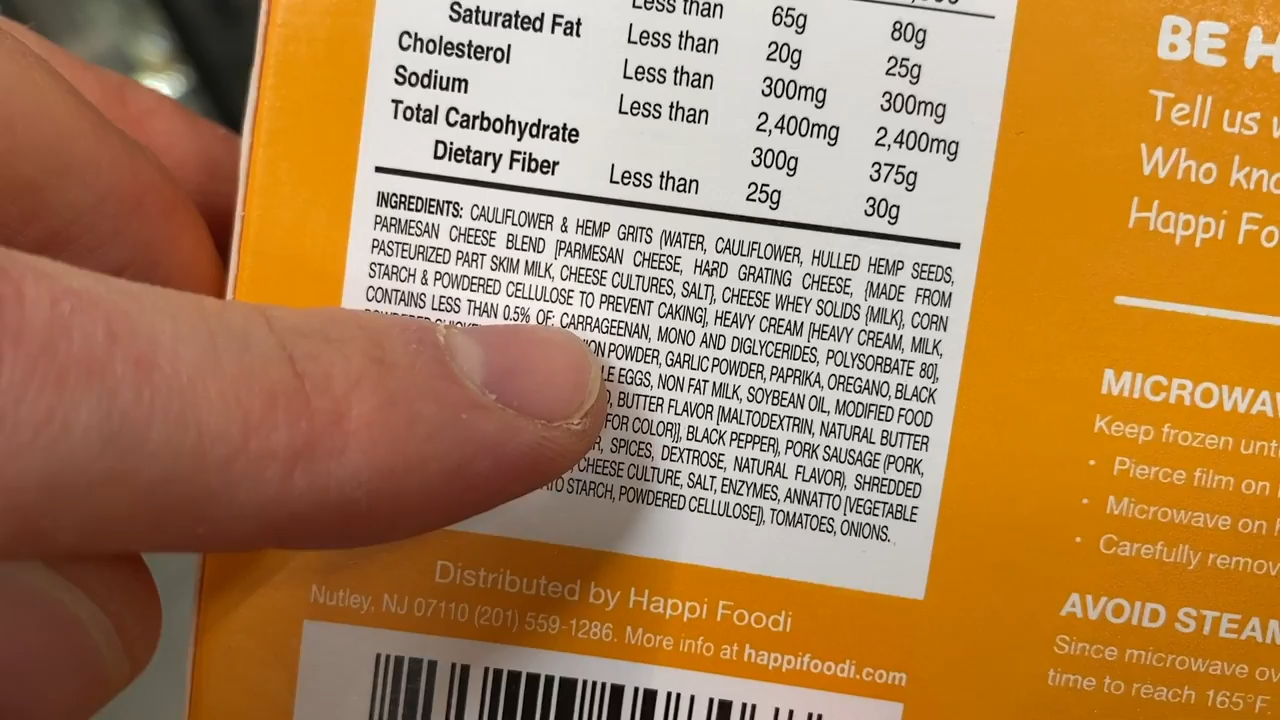 Less than 65g 80g
Saturated Fat Less than 20g 25g
Cholesterol Less than 300mg 300mg
Sodium Less than 2,400mg 2,400mg
Total Carbohydrate 300g 375g
Dietary Fiber Less than 25g 30g
INGREDIENTS: CAULIFLOWER & HEMP GRITS (WATER, CAULIFLOWER, HULLED HEMP SEEDS,
PARMESAN CHEESE BLEND [PARMESAN CHEESE, HARD GRATING CHEESE, {MADE FROM
PASTEURIZED PART SKIM MILK, CHEESE CULTURES, SALT}, CHEESE WHEY SOLIDS {MILK}, CORN
STARCH & POWDERED CELLULOSE TO PREVENT CAKING], HEAVY CREAM [HEAVY CREAM, MILK,
CONTAINS LESS THAN 0.5% OF: CARRAGEENAN, MONO AND DIGLYCERIDES, POLYSORBATE 80],
POWDER, GARLIC POWDER, PAPRIKA, OREGANO, BLACK
EGGS, NON FAT MILK, SOYBEAN OIL, MODIFIED FOOD
BUTTER FLAVOR [MALTODEXTRIN, NATURAL BUTTER
FOR COLOR)], BLACK PEPPER), PORK SAUSAGE (PORK,
SPICES, DEXTROSE, NATURAL FLAVOR), SHREDDED
CHEESE CULTURE, SALT, ENZYMES, ANNATTO [VEGETABLE
STARCH, POWDERED CELLULOSE]), TOMATOES, ONIONS.
Distributed by Happi Foodi
Nutley, NJ 07110 (201) 559-1286. More info at happifoodi.com
BE H
Tell us
Who
Happi
MICROWAV
Keep frozen
• Pierce film on
• Microwave on
• Carefully
AVOID STEAM
Since microwave
time to reach 165°F.